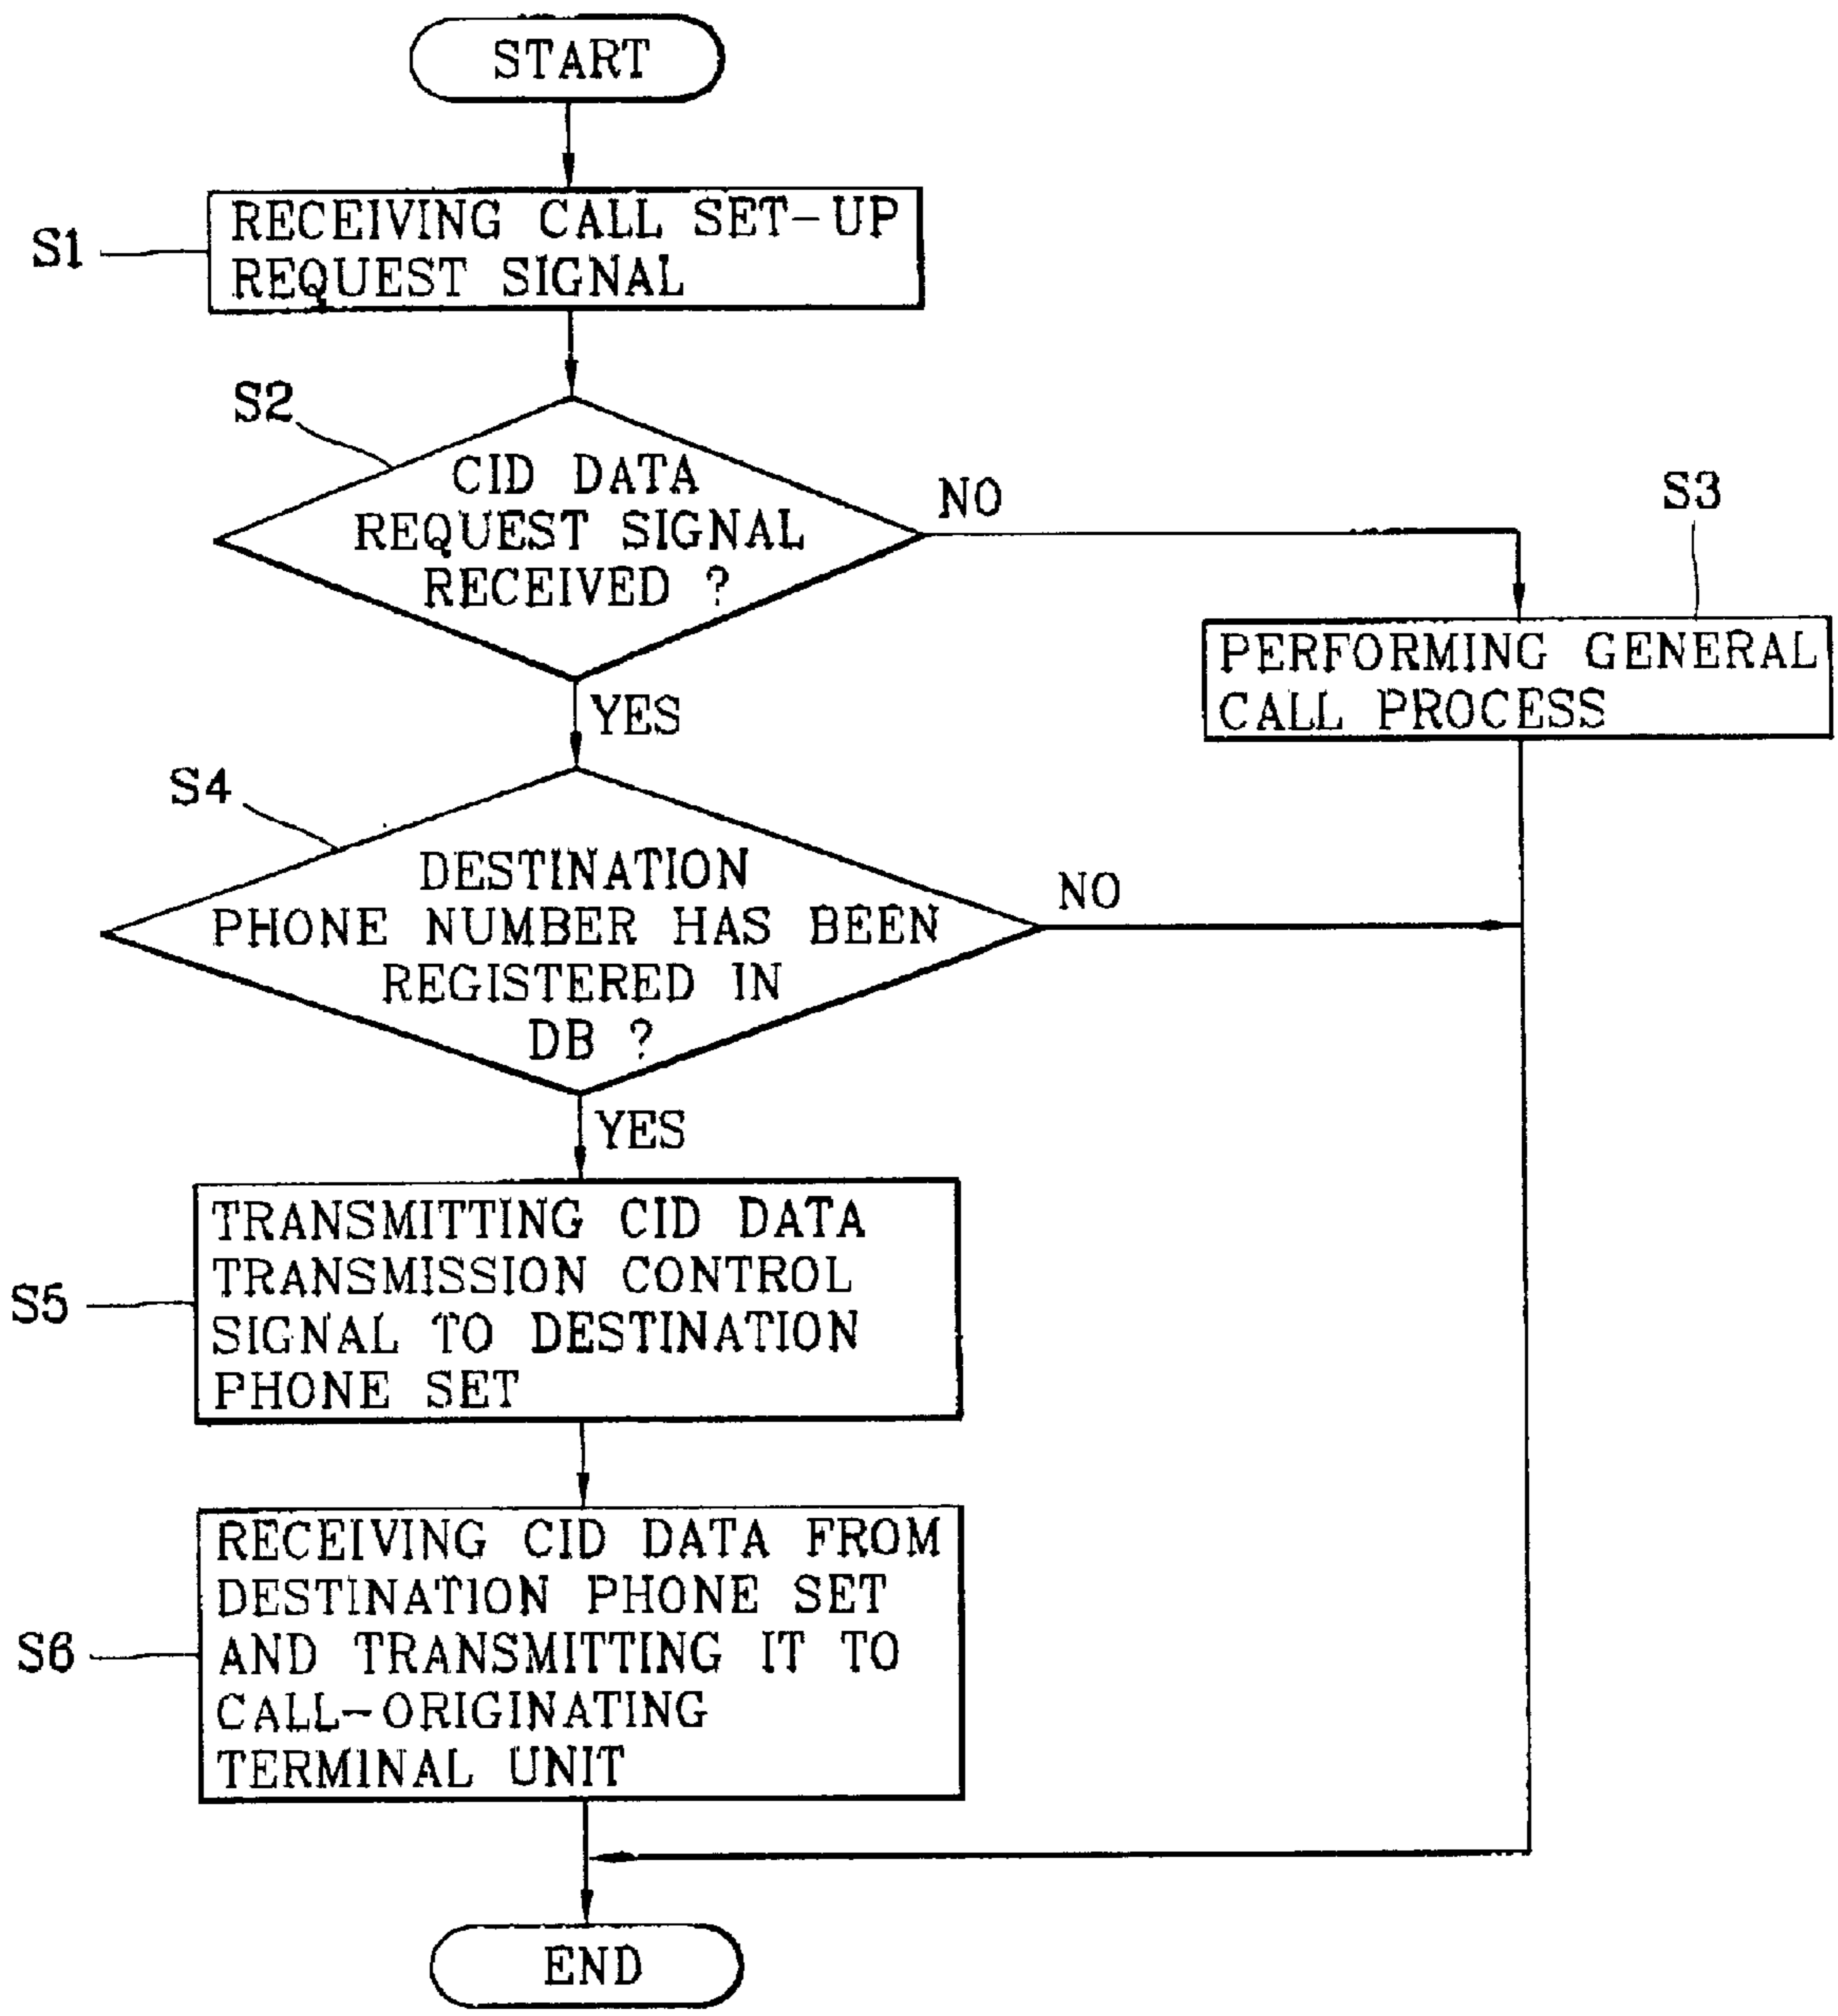 START
S1
RECEIVING CALL SET-UP
REQUEST SIGNAL
S2
CID DATA
REQUEST SIGNAL
RECEIVED ?
NO
S3
PERFORMING GENERAL
CALL PROCESS
YES
S4
DESTINATION
PHONE NUMBER HAS BEEN
REGISTERED IN
DB ?
NO
YES
S5
TRANSMITTING CID DATA
TRANSMISSION CONTROL
SIGNAL TO DESTINATION
PHONE SET
S6
RECEIVING CID DATA FROM
DESTINATION PHONE SET
AND TRANSMITTING IT TO
CALL-ORIGINATING
TERMINAL UNIT
END